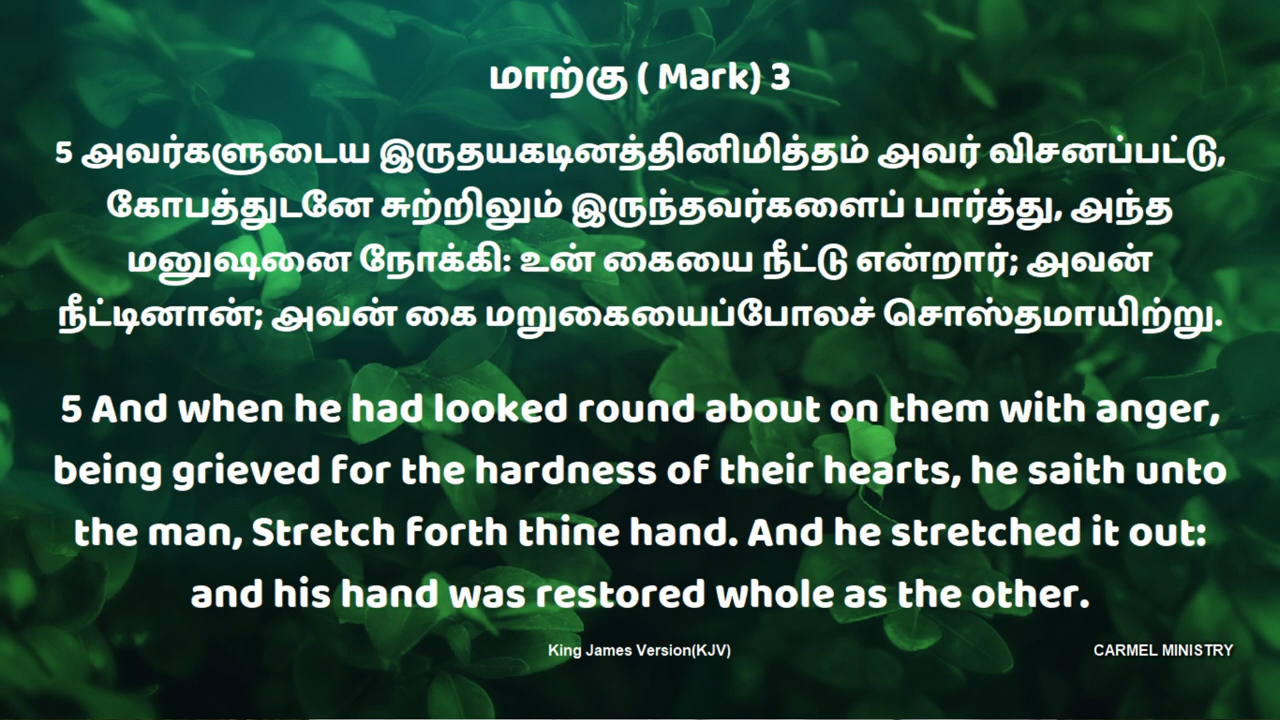 மாற்கு ( Mark) 3
5 அவர்களுடைய இருதயகடினத்தினிமித்தம் அவர் விசனப்பட்டு,
கோபத்துடனே சுற்றிலும் இருந்தவர்களைப் பார்த்து, அந்த
மனுஷனை நோக்கி: உன் கையை நீட்டு என்றார்; அவன்
நீட்டினான்; அவன் கை மறுகையைப்போலச் சொஸ்தமாயிற்று.
5 And when he had looked round about on them with anger,
being grieved for the hardness of their hearts, he saith unto
the man, Stretch forth thine hand. And he stretched it out:
and his hand was restored whole as the other.
King James Version(KJV)
CARMEL MINISTRY